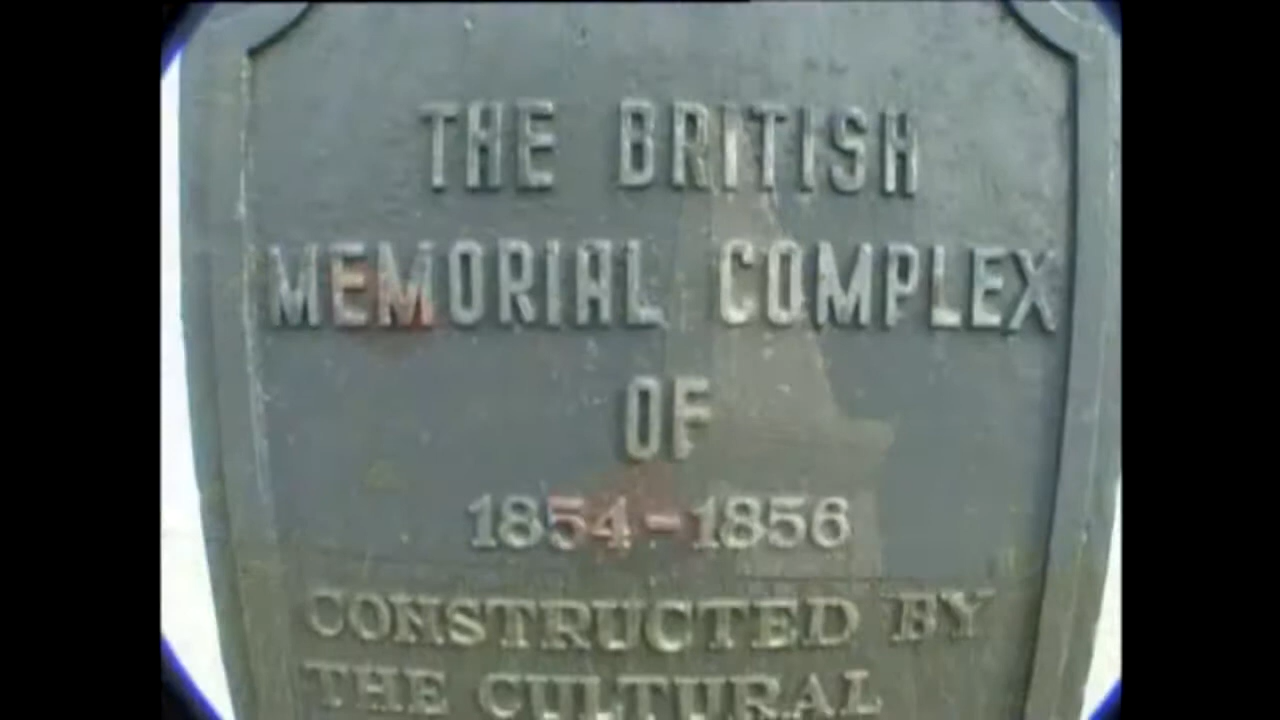 THE BRITISH
MEMORIAL COMPLEX
OF
1854-1856
CONSTRUCTED BY
THE CULTURAL